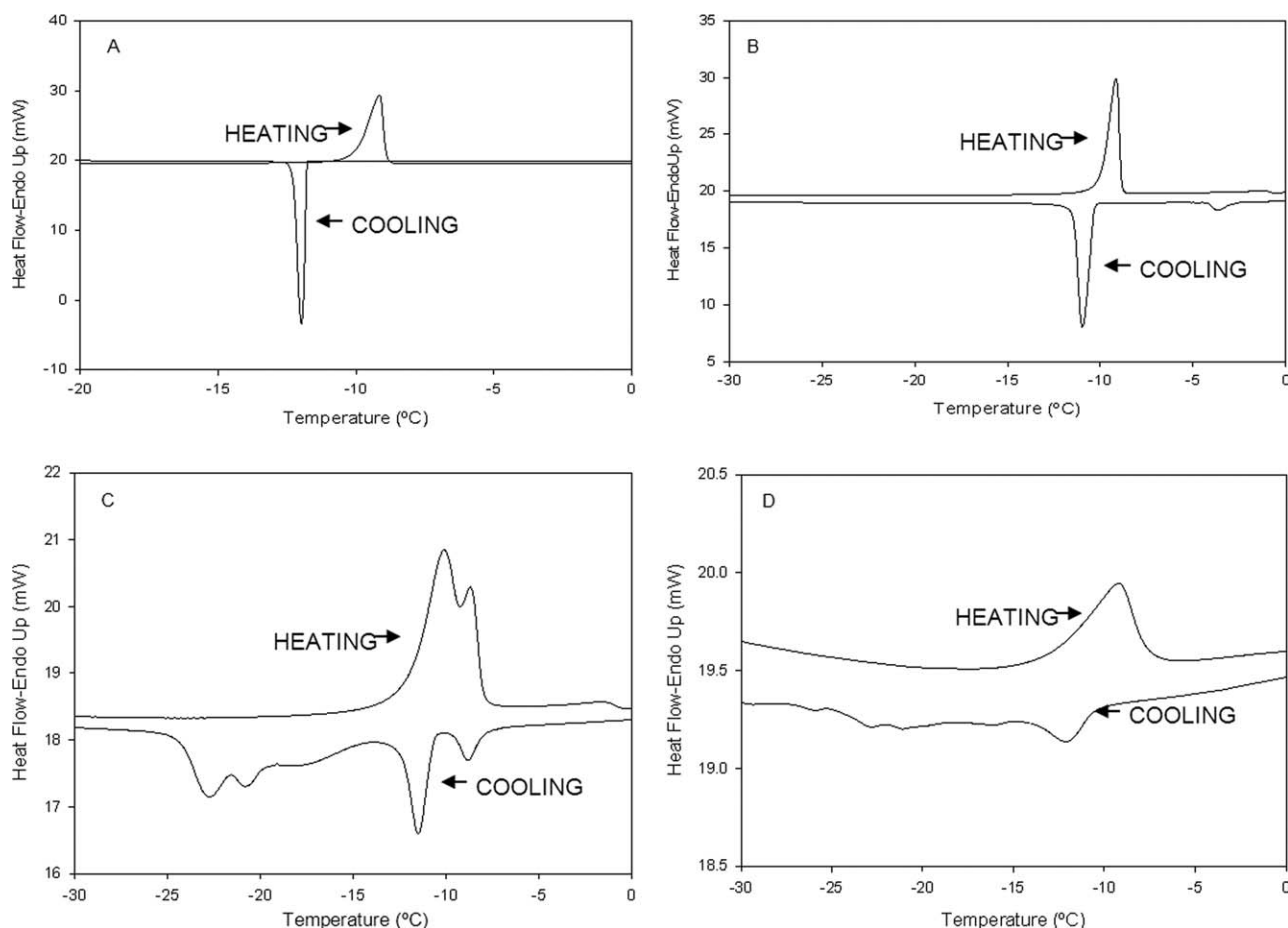 A
Heat Flow-Endo Up (mW)
40
30
20
10
0
-10
HEATING
COOLING
-20
-15
-10
-5
0
Temperature (ºC)
B
Heat Flow-EndoUp (mW)
35
30
25
20
15
10
5
HEATING
COOLING
-30
-25
-20
-15
-10
-5
0
Temperature (ºC)
C
Heat Flow-Endo Up (mW)
22
21
20
19
18
17
16
HEATING
COOLING
-30
-25
-20
-15
-10
-5
0
Temperature (ºC)
D
Heat Flow-Endo Up (mW)
20.5
20.0
19.5
19.0
18.5
HEATING
COOLING
-30
-25
-20
-15
-10
-5
0
Temperature (ºC)